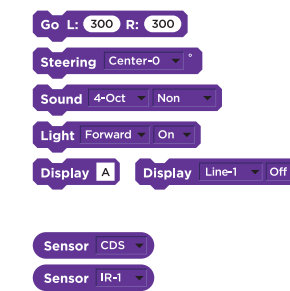 Go L: 300 R: 300
Steering Center-0 °
Sound 4-Oct Non
Light Forward On
Display A Display Line-1 Off
Sensor CDS
Sensor IR-1